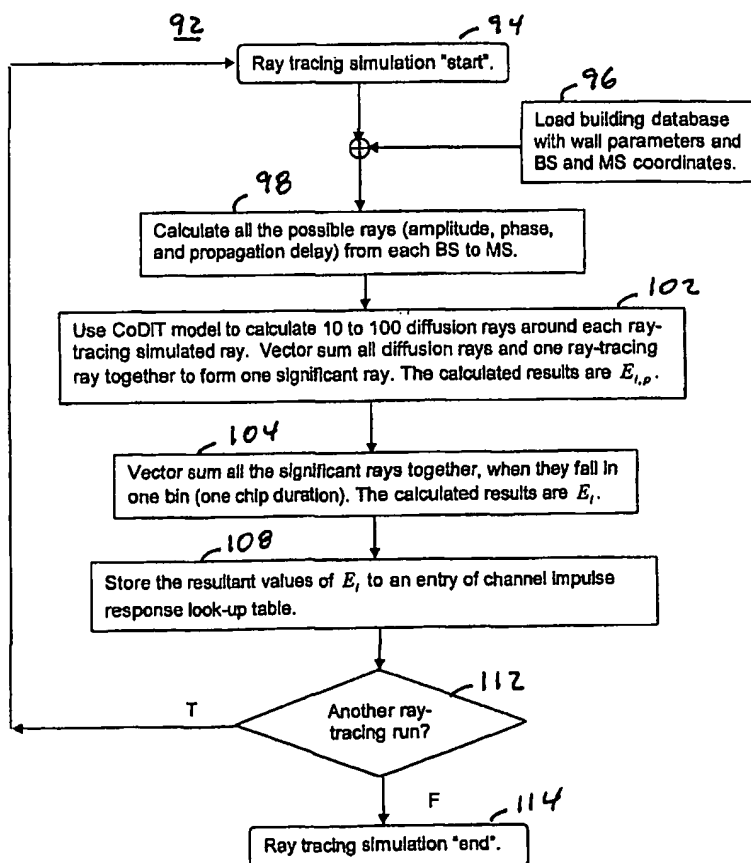 92
94
Ray tracing simulation "start".
96
Load building database
with wall parameters and
BS and MS coordinates.
98
Calculate all the possible rays (amplitude, phase,
and propagation delay) from each BS to MS.
102
Use CoDIT model to calculate 10 to 100 diffusion rays around each ray-
tracing simulated ray. Vector sum all diffusion rays and one ray-tracing
ray together to form one significant ray. The calculated results are E_{i,p}.
104
Vector sum all the significant rays together, when they fall in
one bin (one chip duration). The calculated results are E_i.
108
Store the resultant values of E_i to an entry of channel impulse
response look-up table.
112
Another ray-
tracing run?
T
F
114
Ray tracing simulation "end".